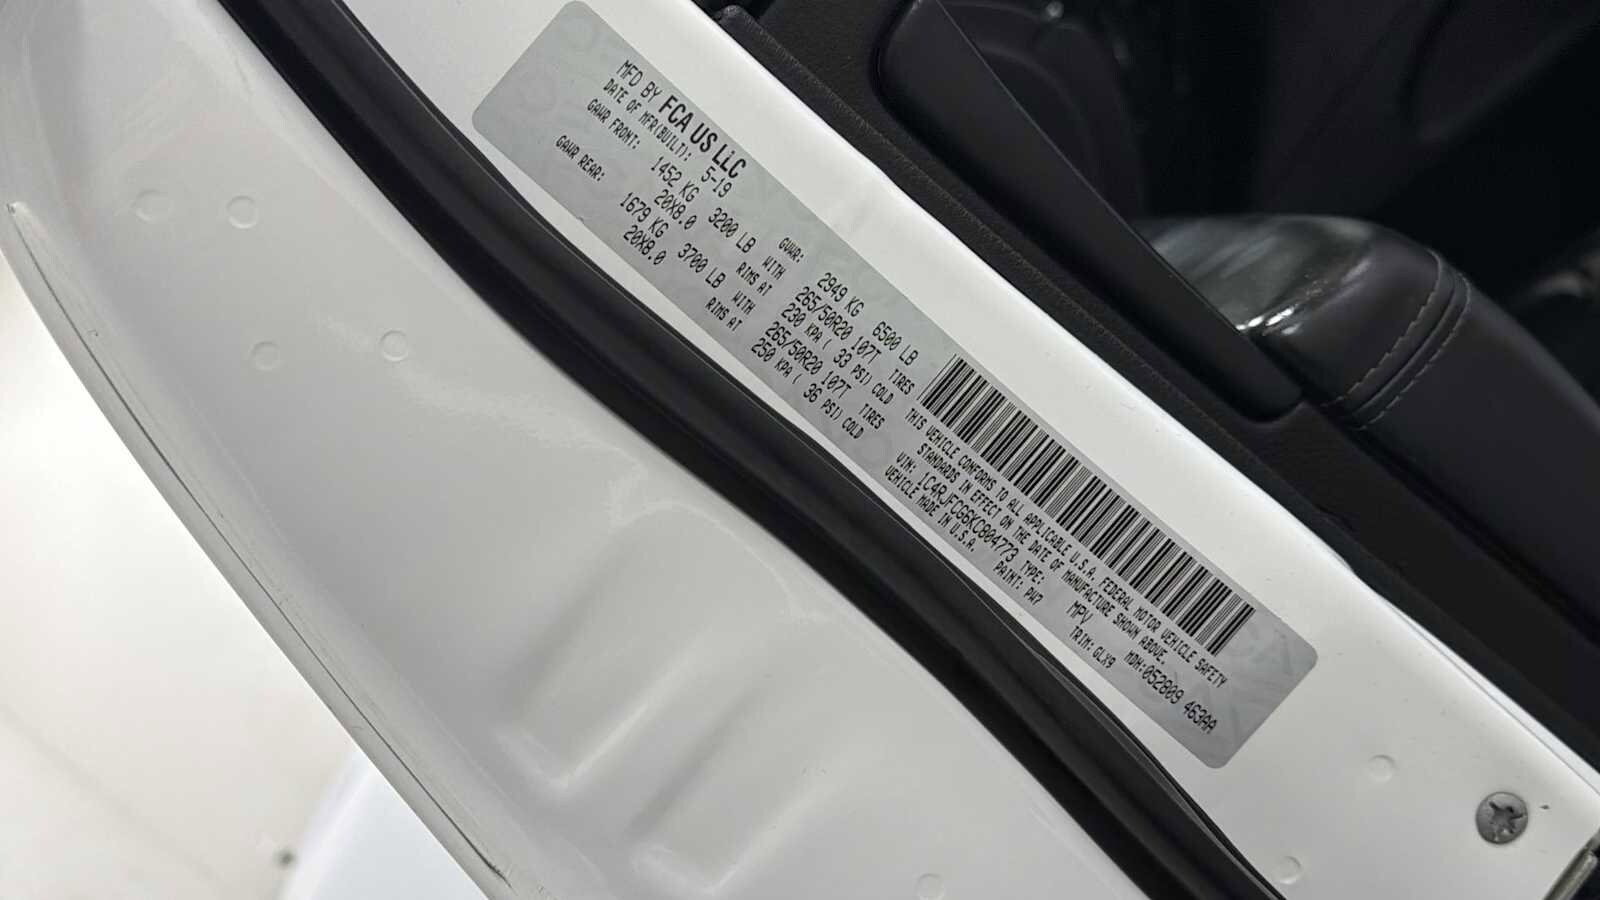 MFD BY FCA US LLC
DATE OF MFR(BUILT): 5-19 GVWR: 2949 KG 6500 LB
GAWR FRONT: 1452 KG 3200 LB WITH 265/50R20 107T TIRES
20X8.0 RIMS AT 230 KPA ( 33 PSI) COLD
GAWR REAR: 1679 KG 3700 LB WITH 265/50R20 107T TIRES
20X8.0 RIMS AT 250 KPA ( 36 PSI) COLD
THIS VEHICLE CONFORMS TO ALL APPLICABLE U.S.A. FEDERAL MOTOR VEHICLE SAFETY
STANDARDS IN EFFECT ON THE DATE OF MANUFACTURE SHOWN ABOVE.
VIN: 1C4RJFCG6KC804773 TYPE: MPV MDH:052809 463AA
VEHICLE MADE IN U.S.A. PAINT: PW7 TRIM: GLX9